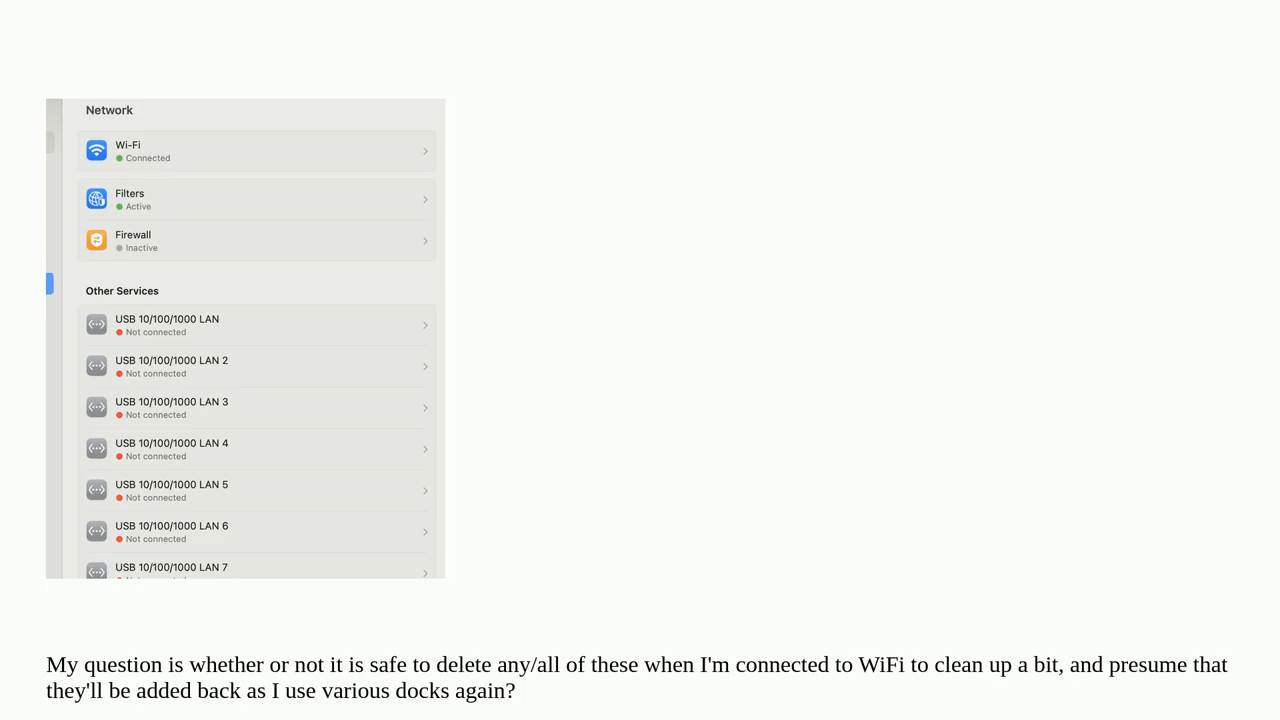 Network
Wi-Fi
Connected
Filters
Active
Firewall
Inactive
Other Services
USB 10/100/1000 LAN
Not connected
USB 10/100/1000 LAN 2
Not connected
USB 10/100/1000 LAN 3
Not connected
USB 10/100/1000 LAN 4
Not connected
USB 10/100/1000 LAN 5
Not connected
USB 10/100/1000 LAN 6
Not connected
USB 10/100/1000 LAN 7
My question is whether or not it is safe to delete any/all of these when I'm connected to WiFi to clean up a bit, and presume that
they'll be added back as I use various docks again?